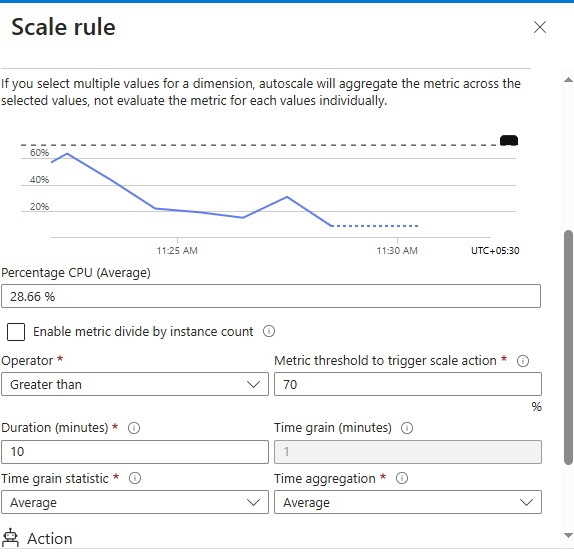 Scale rule
If you select multiple values for a dimension, autoscale will aggregate the metric across the
selected values, not evaluate the metric for each values individually.
60%
40%
20%
11:25 AM 11:30 AM UTC+05:30
Percentage CPU (Average)
28.66 %
Enable metric divide by instance count
Operator * Metric threshold to trigger scale action *
Greater than 70
%
Duration (minutes) * Time grain (minutes)
10 1
Time grain statistic * Time aggregation *
Average Average
Action